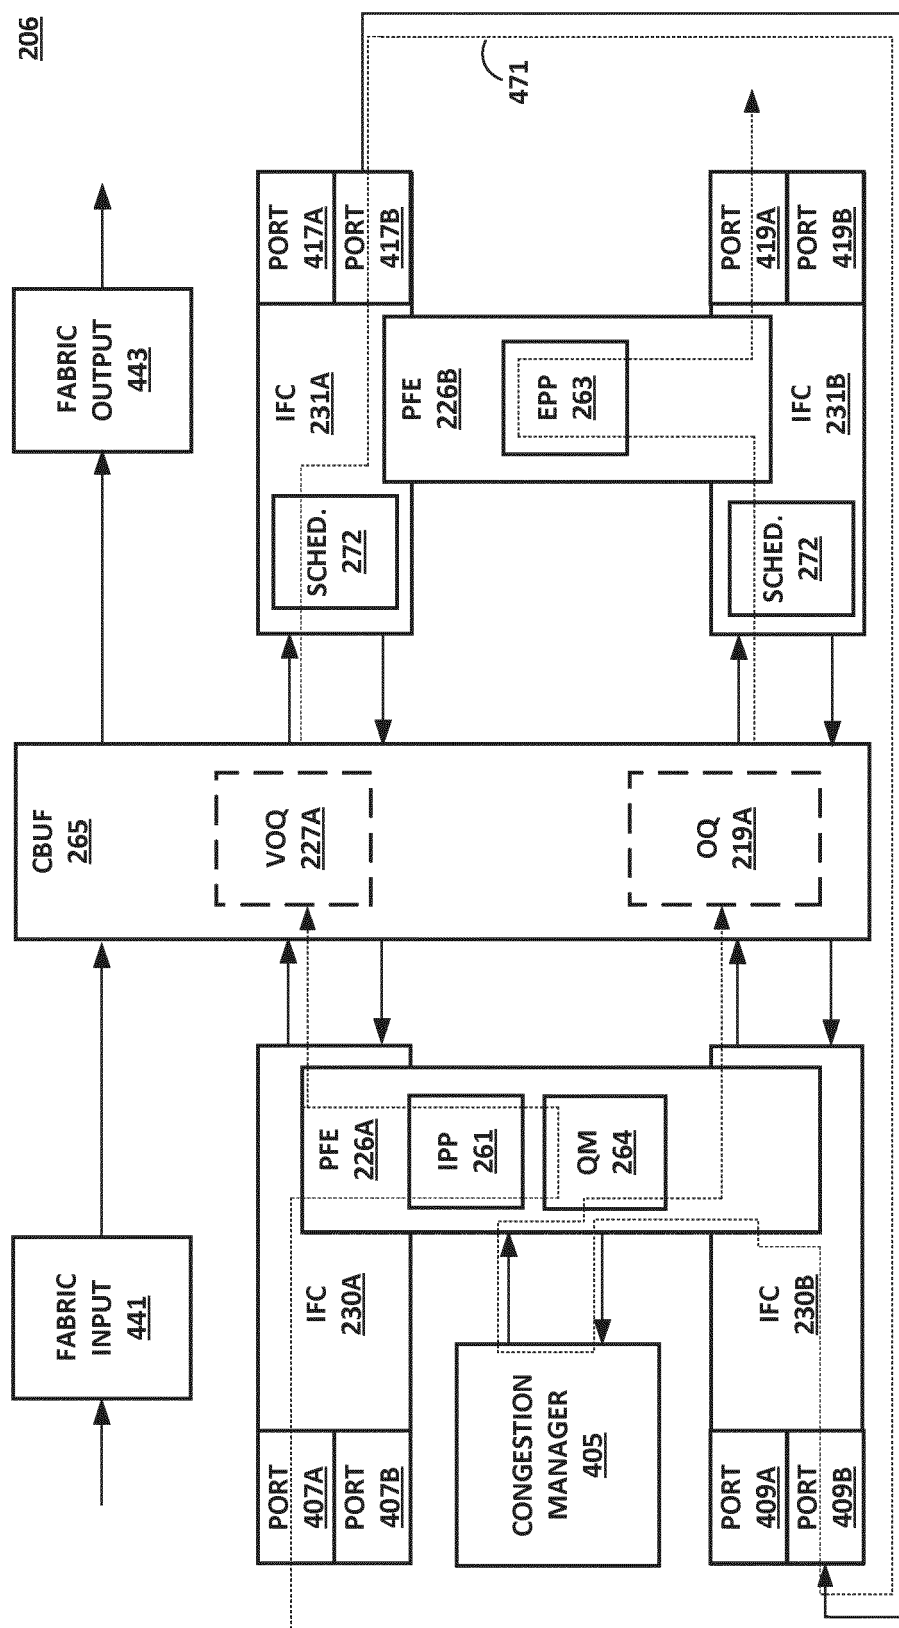 206
FABRIC
INPUT
441
FABRIC
OUTPUT
443
CBUF
265
PORT
407A
PORT
407B
IFC
230A
PFE
226A
IPP
261
QM
264
CONGESTION
MANAGER
405
PORT
409A
PORT
409B
IFC
230B
VOQ
227A
OQ
219A
SCHED.
272
IFC
231A
PORT
417A
PORT
417B
PFE
226B
EPP
263
SCHED.
272
IFC
231B
PORT
419A
PORT
419B
471